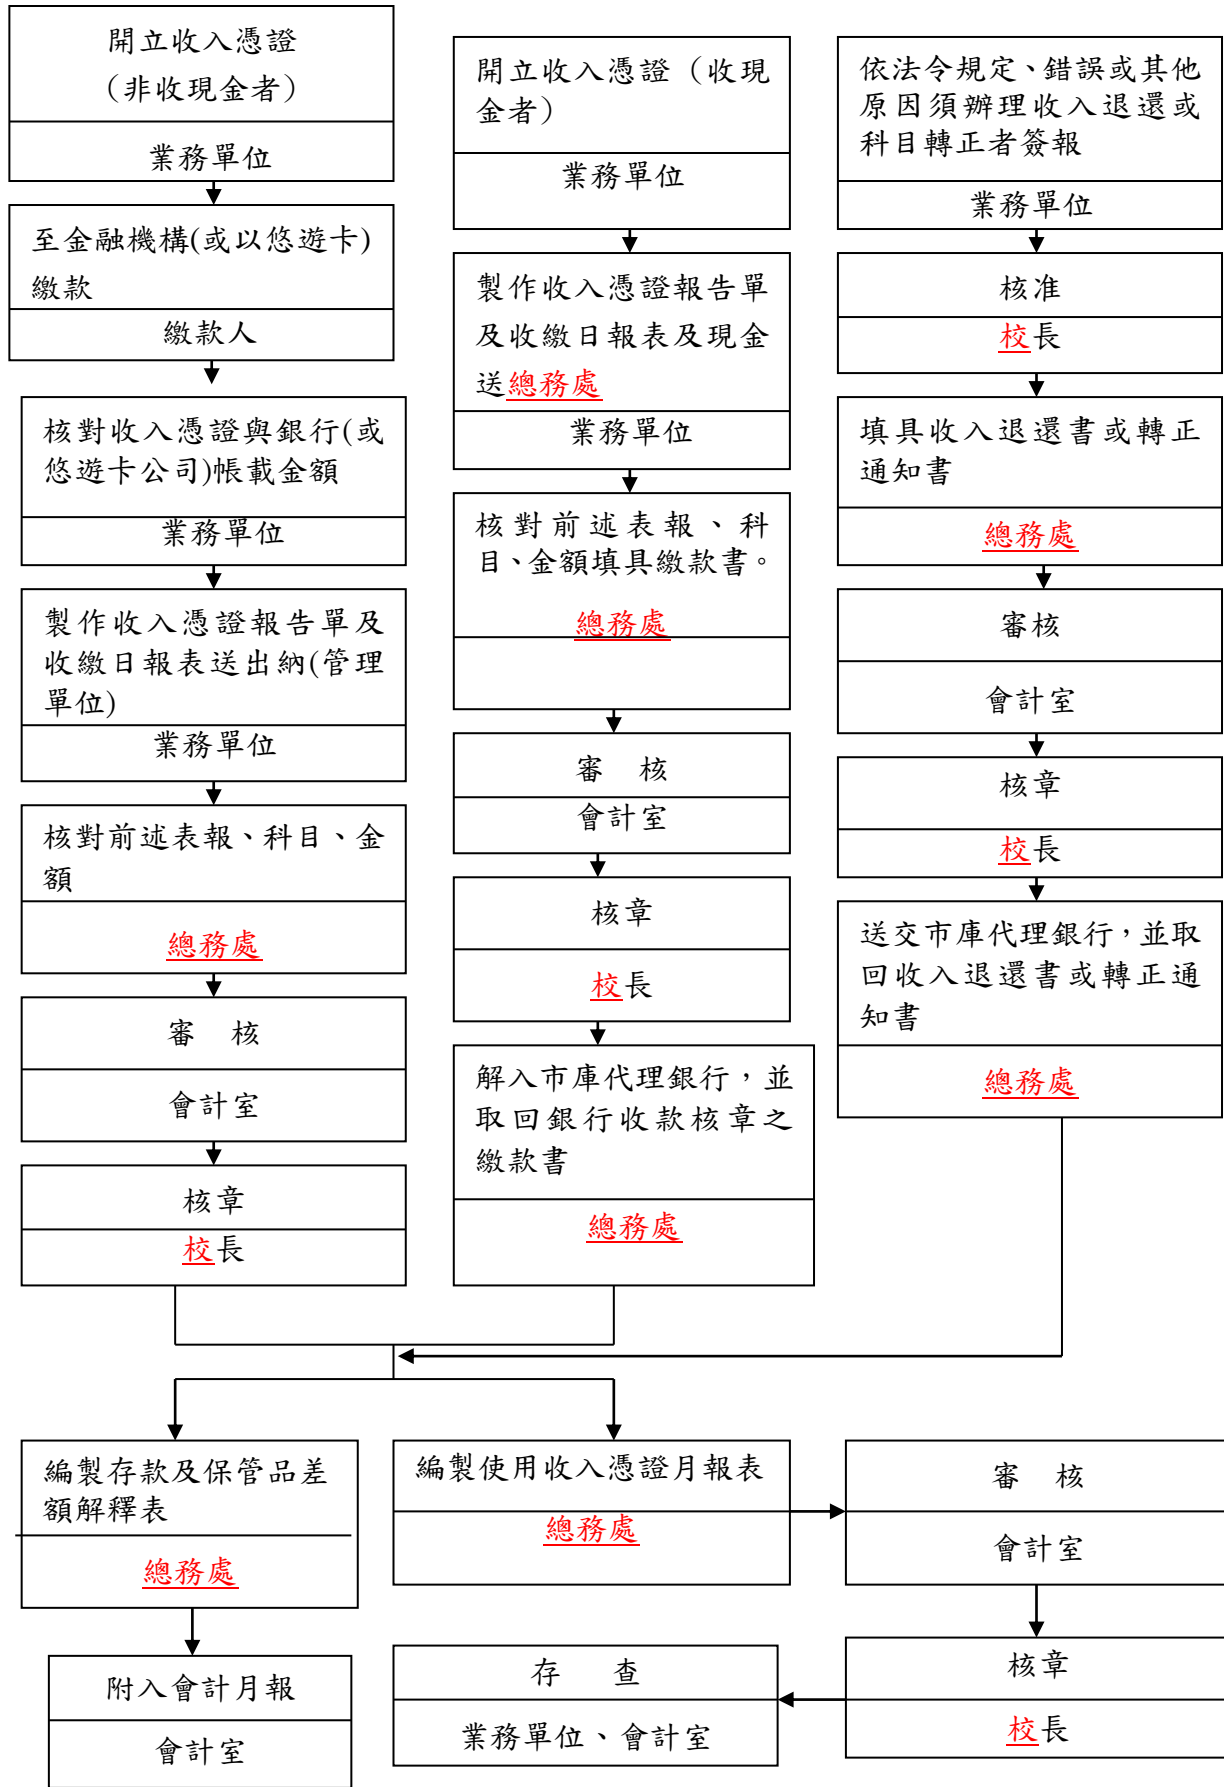 開立收入憑證
（非收現金者）
業務單位
至金融機構(或以悠遊卡)
繳款
繳款人
核對收入憑證與銀行(或
悠遊卡公司)帳載金額
業務單位
製作收入憑證報告單及
收繳日報表送出納(管理
單位)
業務單位
核對前述表報、科目、金
額
總務處
審　核
會計室
核章
校長
開立收入憑證（收現
金者）
業務單位
製作收入憑證報告單
及收繳日報表及現金
送總務處
業務單位
核對前述表報、科
目、金額填具繳款書。
總務處
審　核
會計室
核章
校長
解入市庫代理銀行，並
取回銀行收款核章之
繳款書
總務處
依法令規定、錯誤或其他
原因須辦理收入退還或
科目轉正者簽報
業務單位
核准
校長
填具收入退還書或轉正
通知書
總務處
審核
會計室
核章
校長
送交市庫代理銀行，並取
回收入退還書或轉正通
知書
總務處
編製存款及保管品差
額解釋表
總務處
附入會計月報
會計室
編製使用收入憑證月報表
總務處
審　核
會計室
核章
校長
存　查
業務單位、會計室